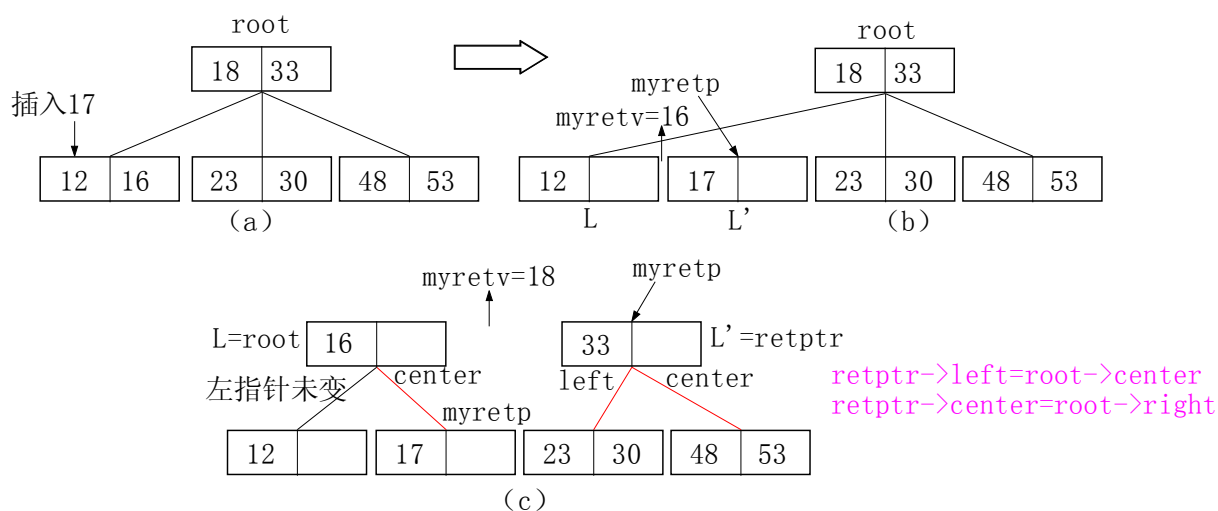 root
18 33
插入17
12 16
23 30
48 53
(a)
root
18 33
myretp
myretv=16
12
17
23 30
48 53
L
L'
(b)
myretv=18
myretp
L=root
16
33
L'=retptr
左指针未变
center
left
center
myretp
12
17
23 30
48 53
(c)
retptr->left=root->center
retptr->center=root->right